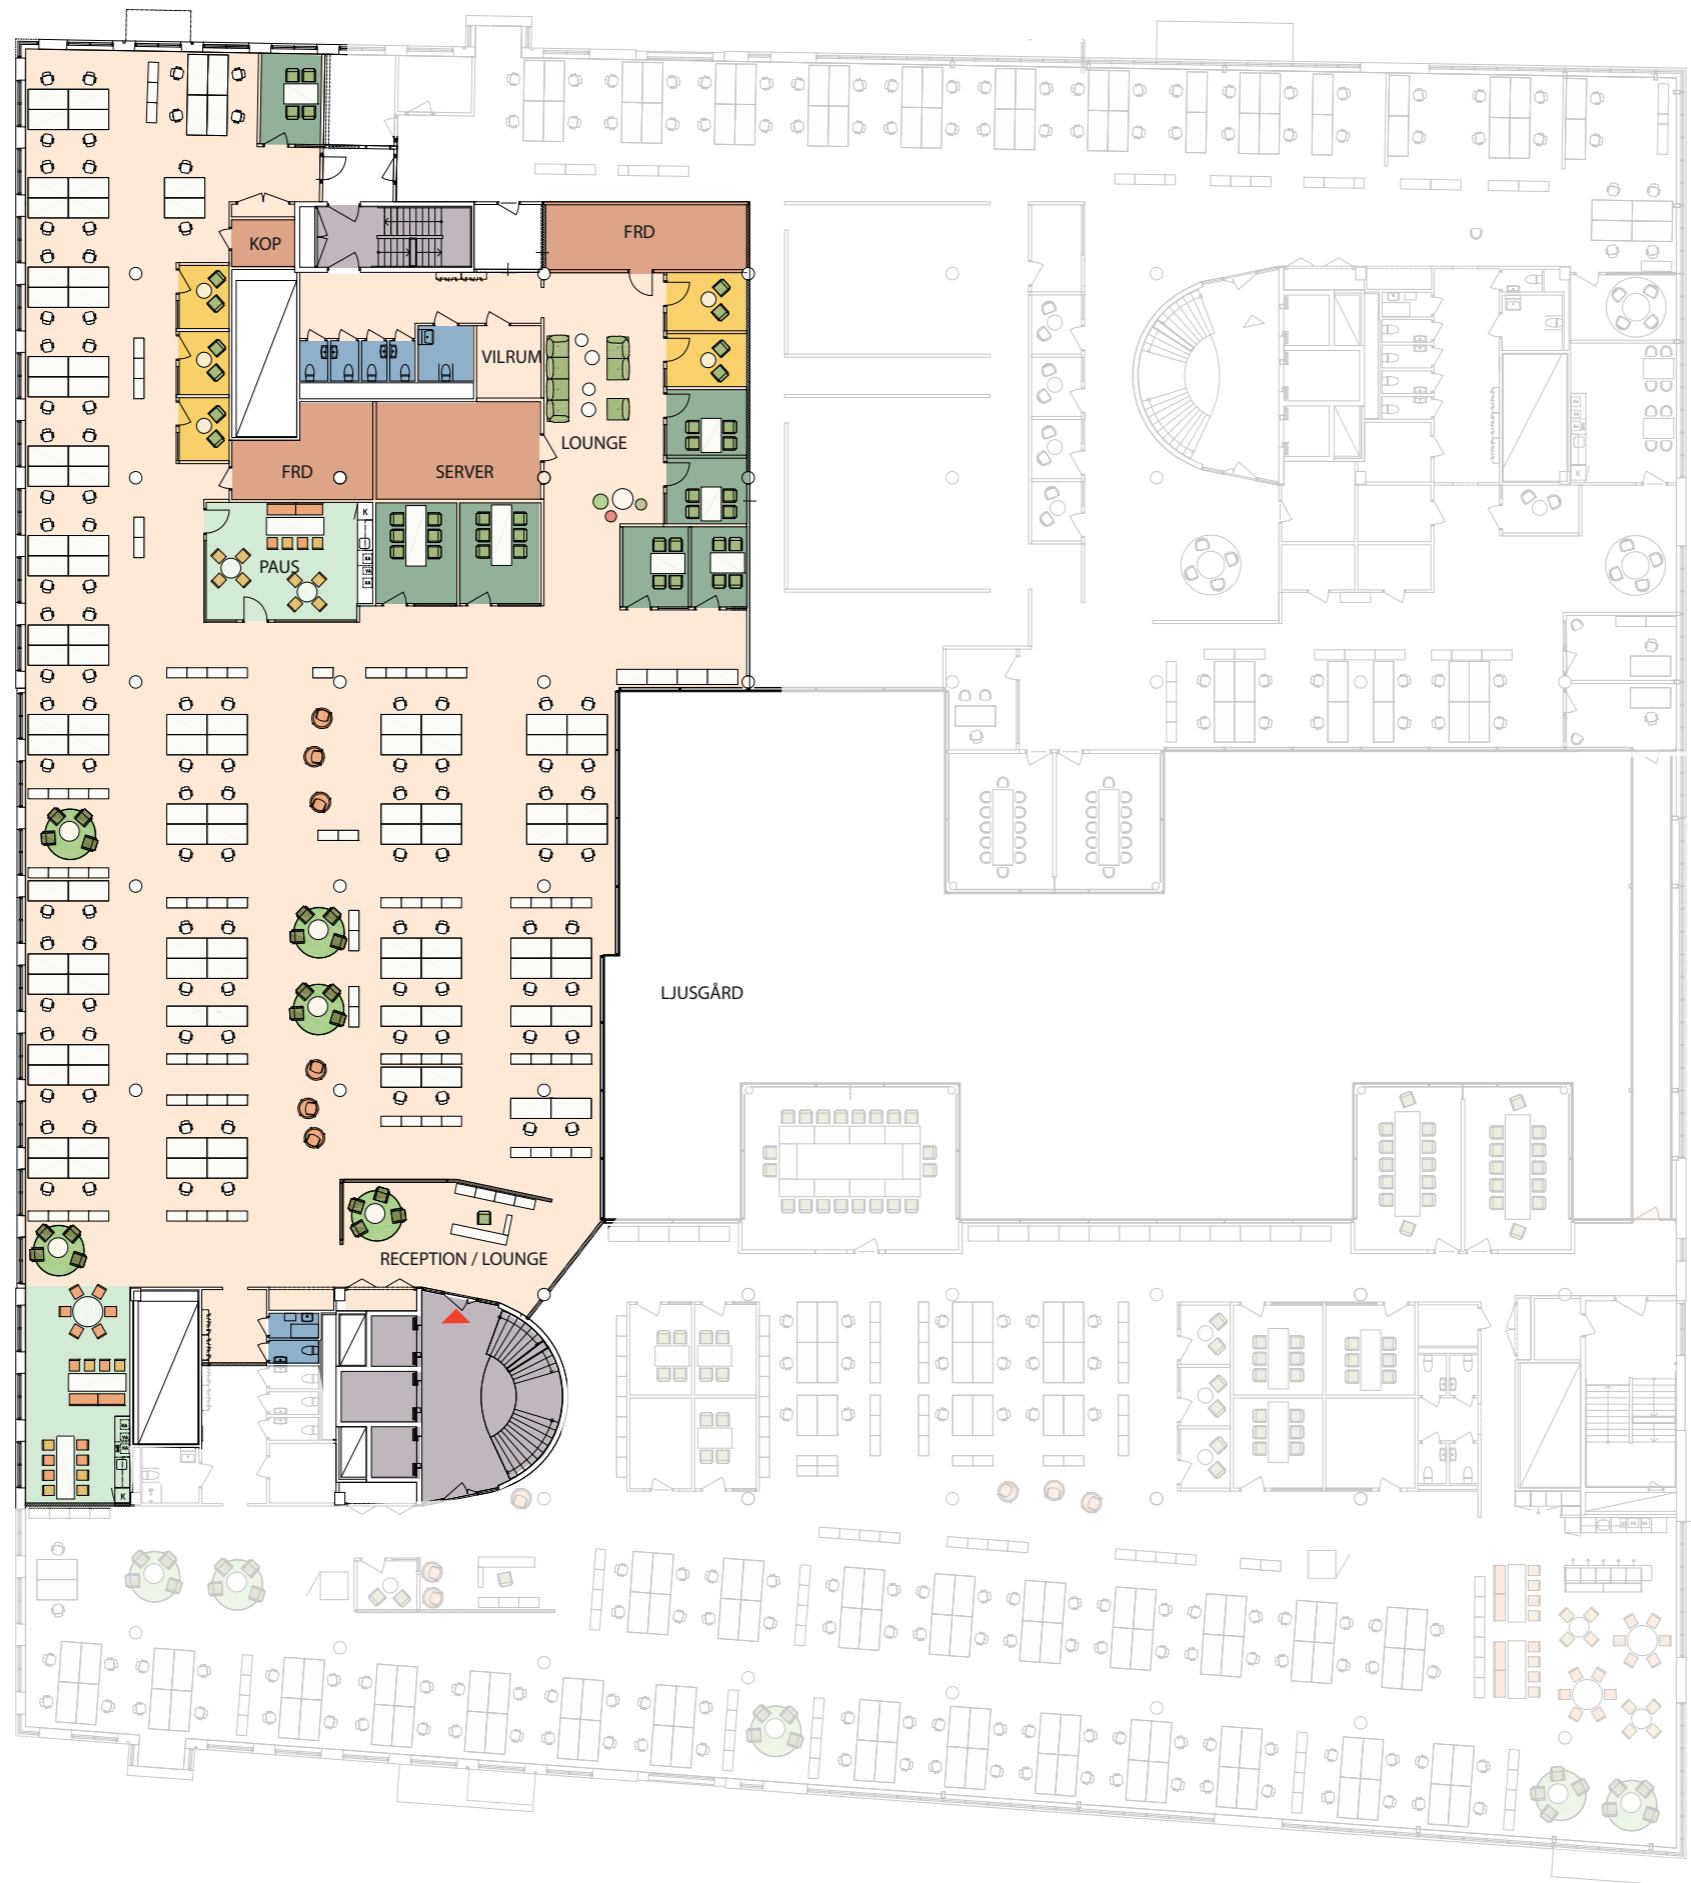 FRD
KOP
VILRUM
LOUNGE
FRD
SERVER
K
PAUS
LJUSGÅRD
RECEPTION / LOUNGE
K
K